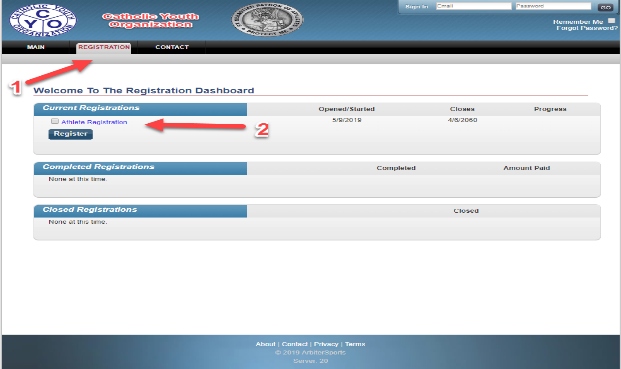 CYO
Catholic Youth
Organization
Sign In Email Password GO
Remember Me
Forgot Password?
MAIN REGISTRATION CONTACT
1
Welcome To The Registration Dashboard
Current Registrations Opened/Started Closes Progress
Athlete Registration 5/9/2019 4/6/2060
2
Register
Completed Registrations Completed Amount Paid
None at this time.
Closed Registrations Closed
None at this time.
About | Contact | Privacy | Terms
© 2019 ArbiterSports
Server: 20